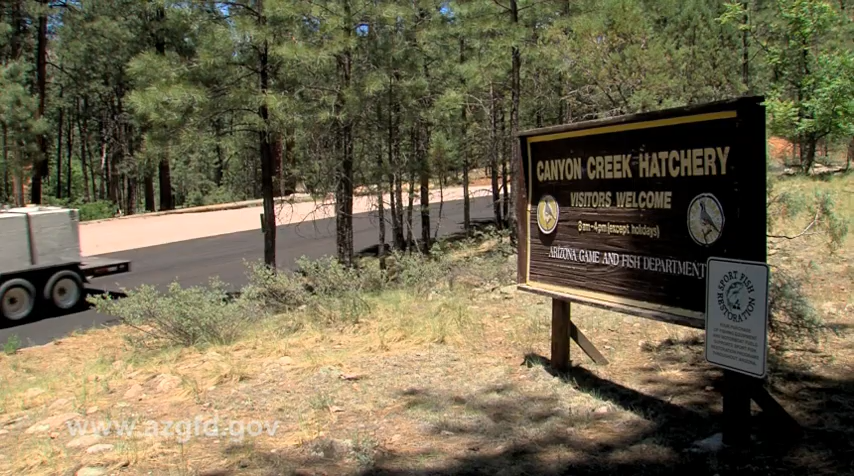 CANYON CREEK HATCHERY
VISITORS WELCOME
8am-4pm (except holidays)
ARIZONA GAME AND FISH DEPARTMENT
SPORT FISH
RESTORATION
www.azgfd.gov